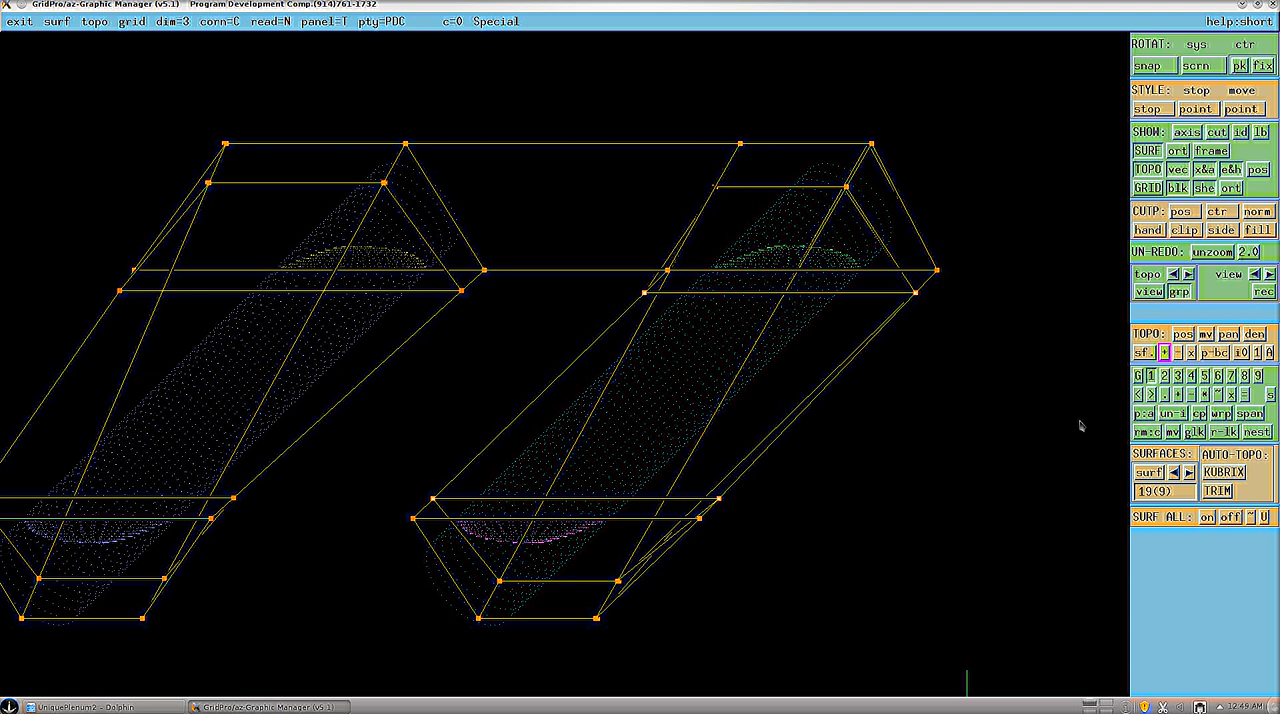 GridPro/az-Graphic Manager (v5.1) Program Development Comp.(914)761-1732
exit surf topo grid dim=3 corn=C read=N panel=T pty=PDC c=0 Special help:short
ROTAT: sys ctr
snap scrn pk fix
STYLE: stop move
stop point point
SHOW: axis cut id lb
SURF ort frame
TOPO vec x&a e&h pos
GRID blk she ort
CUTP: pos ctr norm
hand clip side fill
UN-REDO: unzoom 2.0
topo view
view grp rec
TOPO: pos mv pan den
sf. + - x p-bc i0 1 A
G 1 2 3 4 5 6 7 8 9
< > . + = * ~ x = s
p:a un-i cp wrp span
rm:c mv glk r-lk nest
SURFACES: AUTO-TOPO:
surf KUBRIX
19(9) TRIM
SURF ALL: on off ~ U
UniquePlenum2 - Dolphin GridPro/az-Graphic Manager (v5.1) 12:49 AM